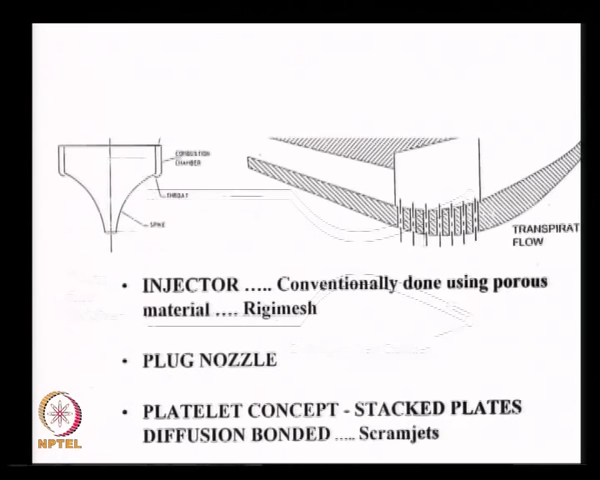 COMBUSTION
CHAMBER
THROAT
SPIKE
TRANSPIRAT
FLOW
• INJECTOR ..... Conventionally done using porous
material .... Rigimesh
• PLUG NOZZLE
• PLATELET CONCEPT - STACKED PLATES
DIFFUSION BONDED ..... Scramjets
NPTEL